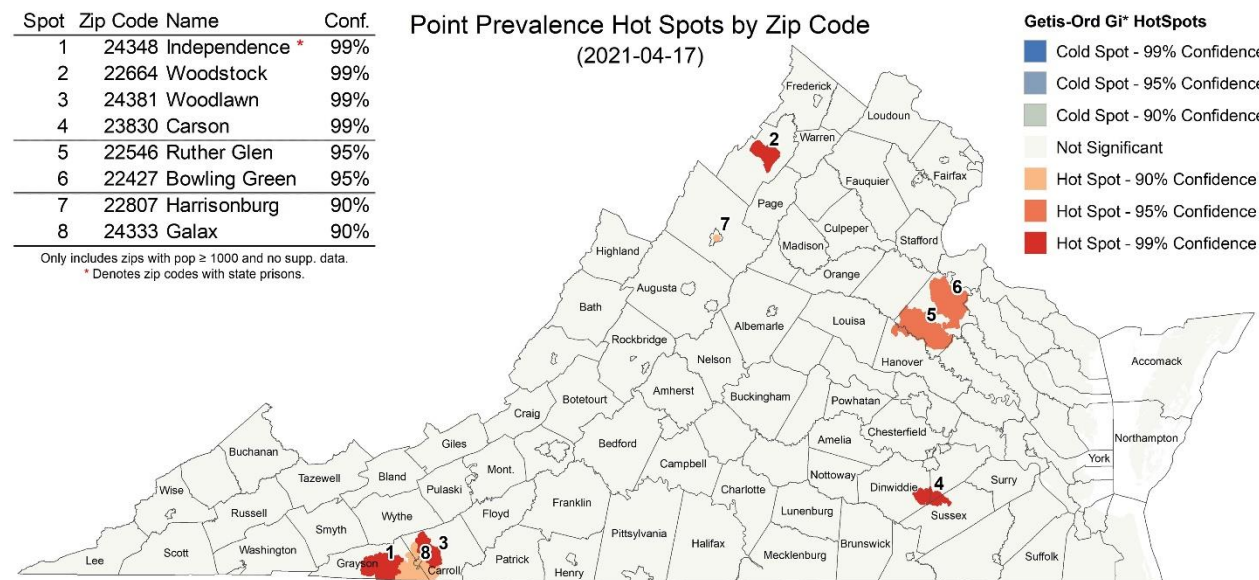 Point Prevalence Hot Spots by Zip Code
(2021-04-17)
Spot Zip Code Name Conf.
1 24348 Independence * 99%
2 22664 Woodstock 99%
3 24381 Woodlawn 99%
4 23830 Carson 99%
5 22546 Ruther Glen 95%
6 22427 Bowling Green 95%
7 22807 Harrisonburg 90%
8 24333 Galax 90%
Only includes zips with pop ≥ 1000 and no supp. data.
* Denotes zip codes with state prisons.
Getis-Ord Gi* HotSpots
Cold Spot - 99% Confidence
Cold Spot - 95% Confidence
Cold Spot - 90% Confidence
Not Significant
Hot Spot - 90% Confidence
Hot Spot - 95% Confidence
Hot Spot - 99% Confidence
Frederick
Loudoun
2
Warren
Fairfax
Fauquier
Page
7
Culpeper
Stafford
Madison
Highland
Orange
Augusta
6
Bath
5
Albemarle
Louisa
Rockbridge
Hanover
Accomack
Nelson
Amherst
Buckingham
Botetourt
Powhatan
Craig
Chesterfield
Northampton
Amelia
Giles
Bedford
Buchanan
Campbell
York
Mont.
Tazewell
Bland
Nottoway
Dinwiddie
4
Surry
Wise
Pulaski
Charlotte
Franklin
Lunenburg
Sussex
Russell
Wythe
Floyd
Smyth
Pittsylvania
Halifax
Brunswick
Washington
Scott
1
8
3
Mecklenburg
Suffolk
Lee
Grayson
Carroll
Patrick
Henry